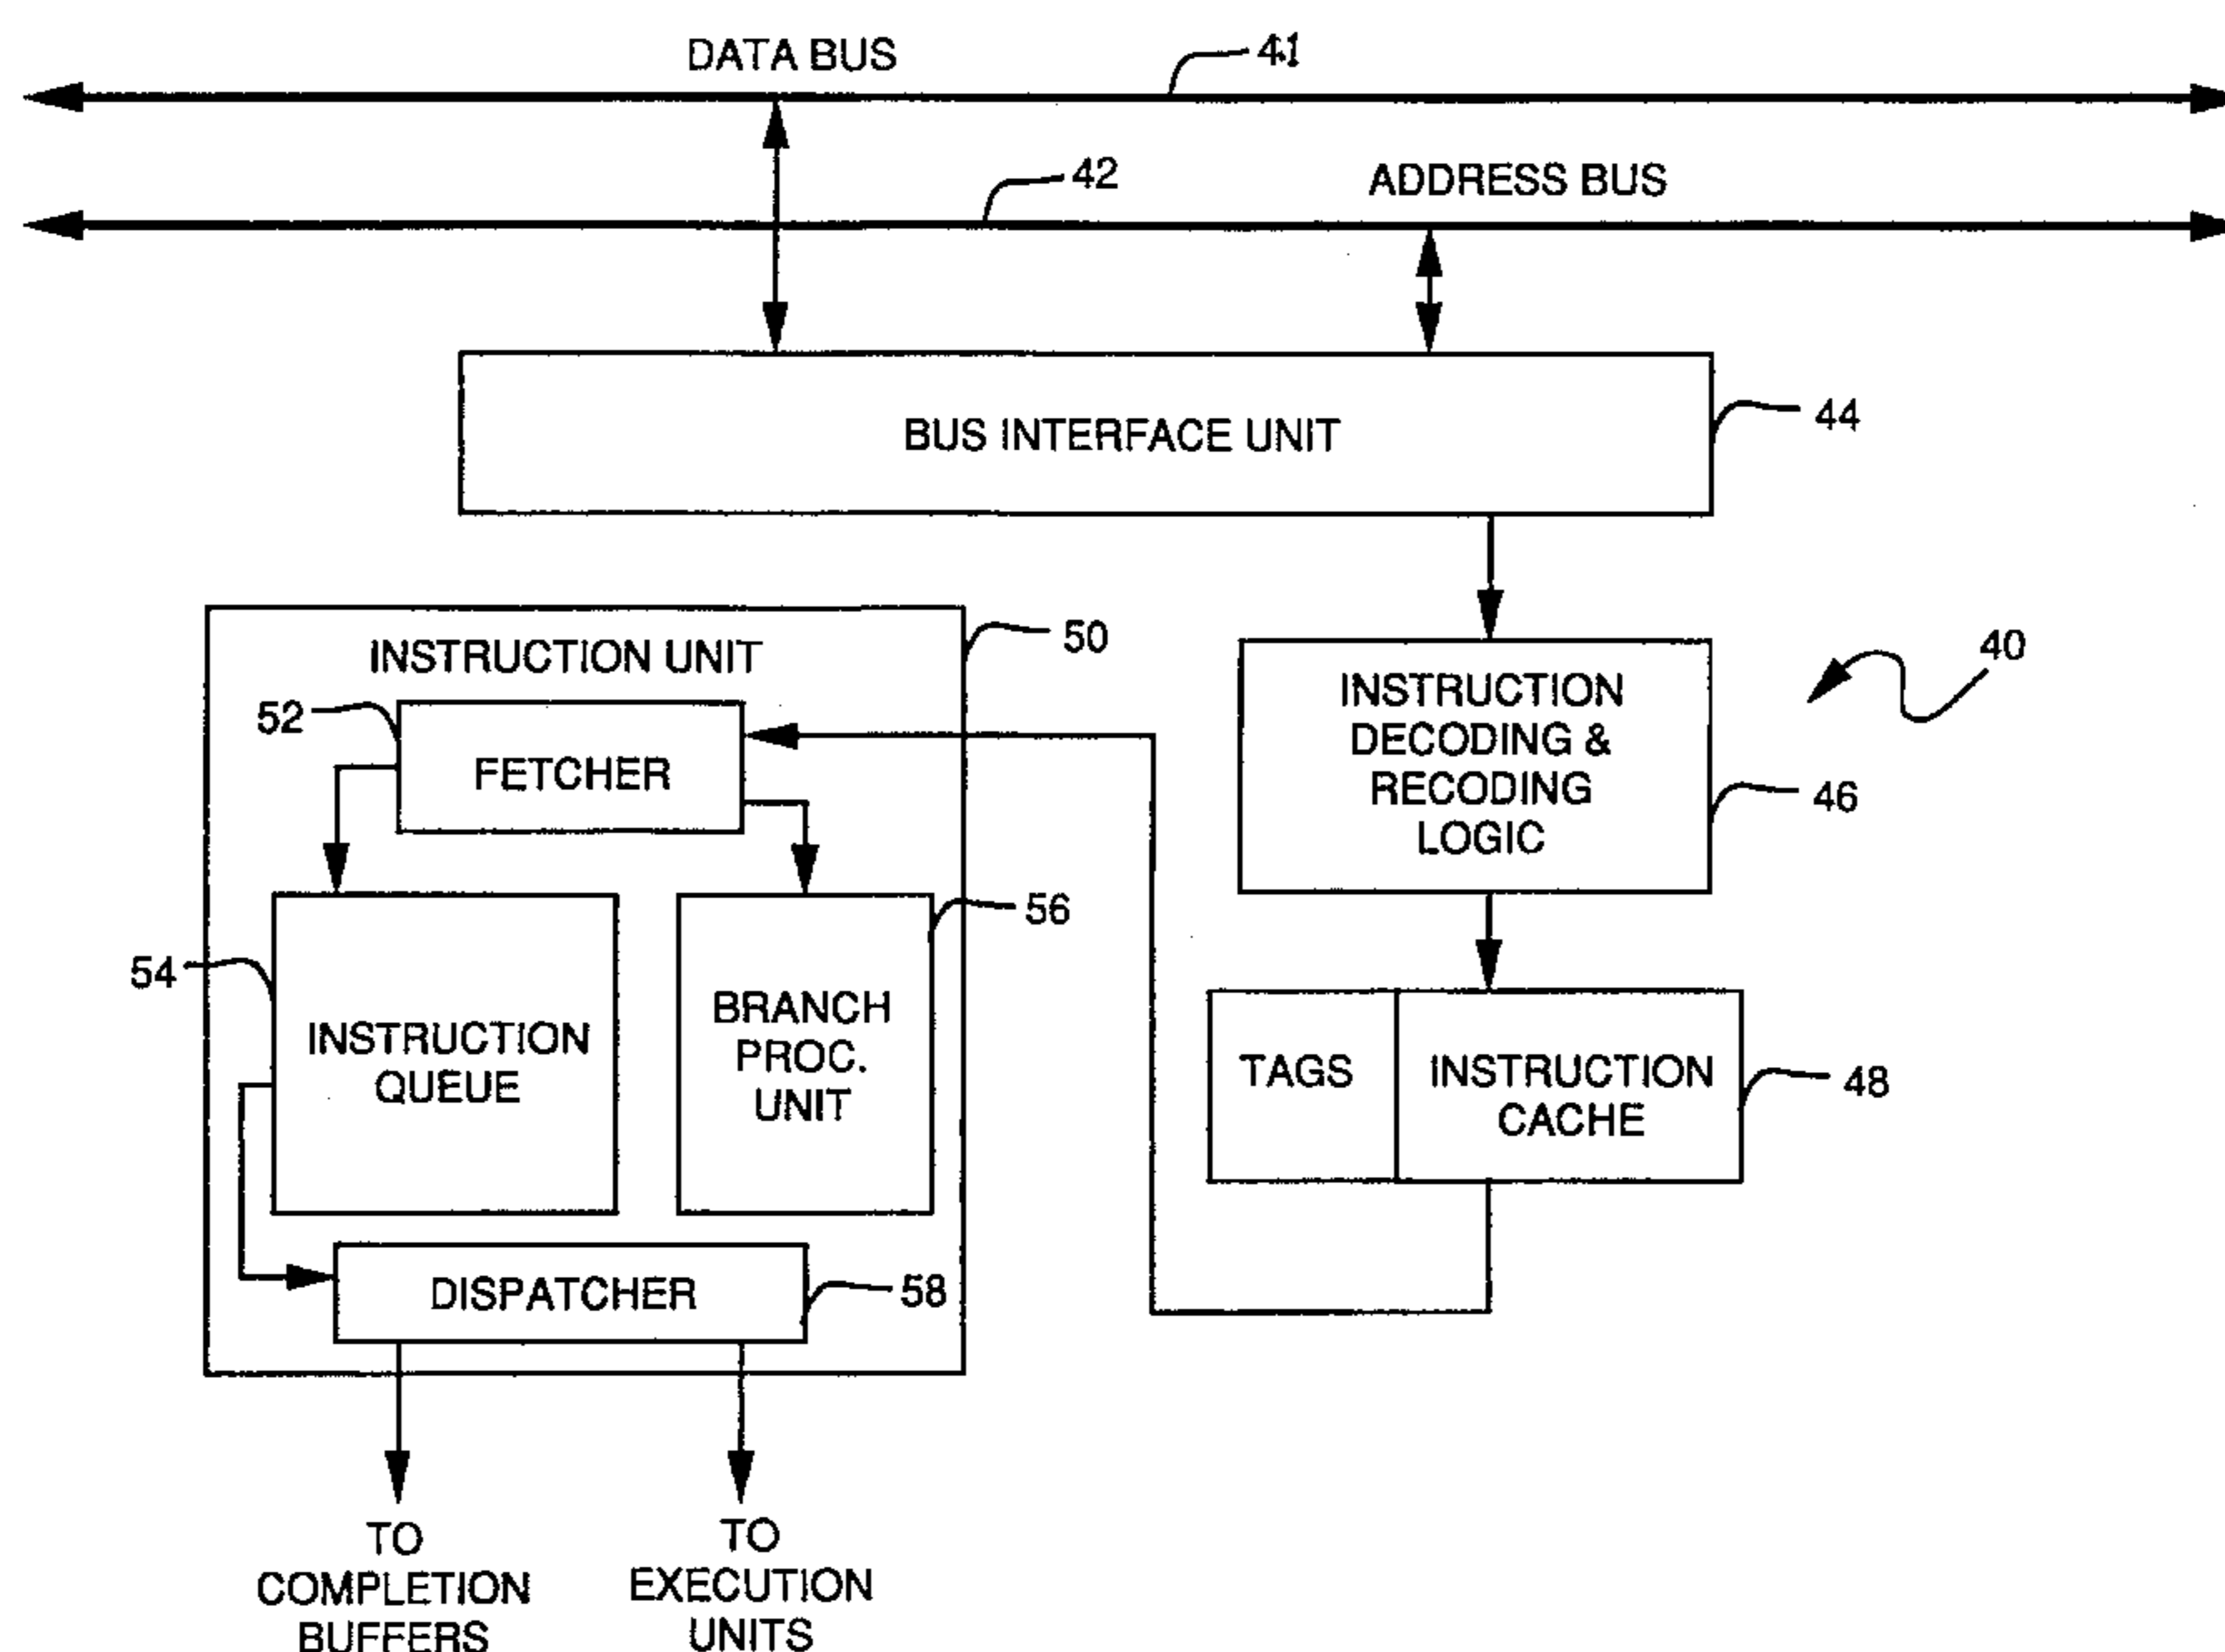 DATA BUS
41
42
ADDRESS BUS
BUS INTERFACE UNIT
44
INSTRUCTION UNIT
50
52
FETCHER
INSTRUCTION
DECODING &
RECODING
LOGIC
40
46
54
INSTRUCTION
QUEUE
BRANCH
PROC.
UNIT
56
TAGS
INSTRUCTION
CACHE
48
DISPATCHER
58
TO
COMPLETION
BUFFERS
TO
EXECUTION
UNITS